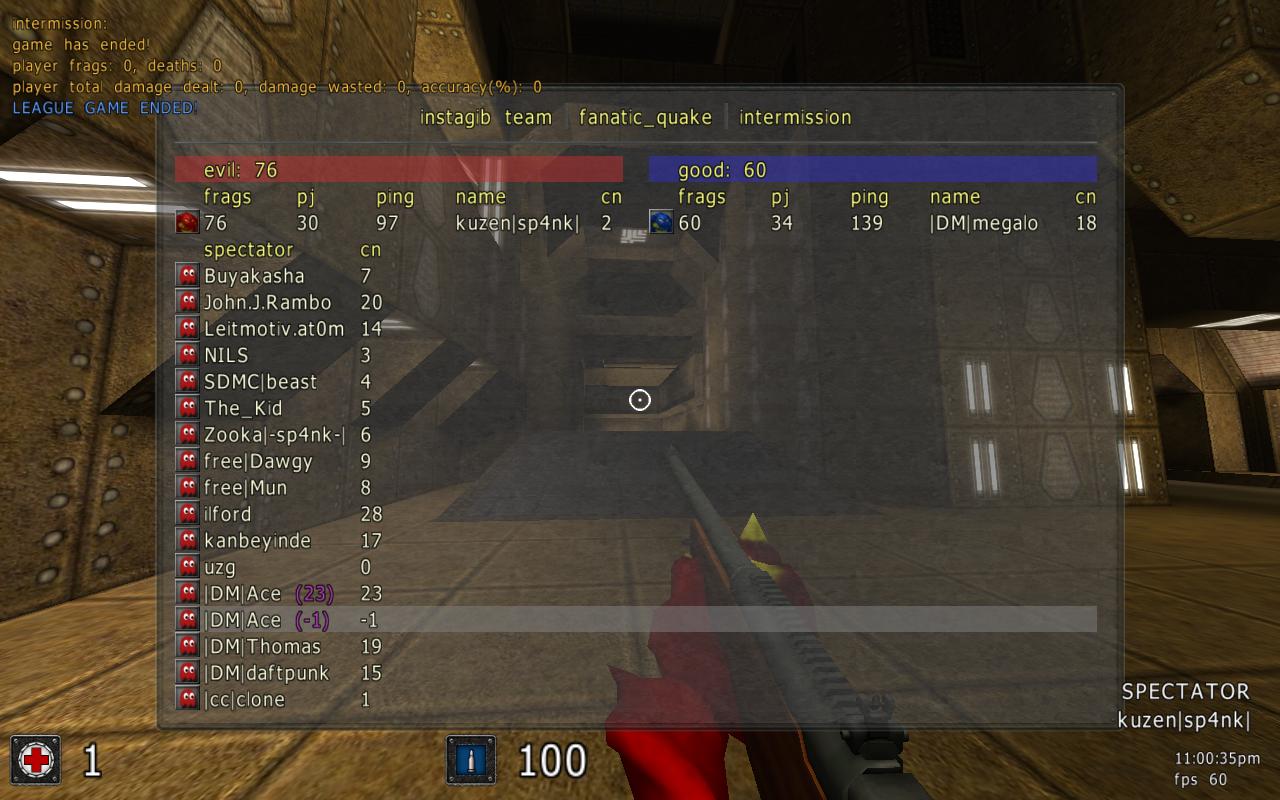 intermission:
game has ended!
player frags: 0, deaths: 0
player total damage dealt: 0, damage wasted: 0, accuracy(%): 0
LEAGUE GAME ENDED!
instagib team fanatic_quake intermission
evil: 76 good: 60
frags pj ping name cn frags pj ping name cn
76 30 97 kuzen|sp4nk| 2 60 34 139 |DM|megalo 18
spectator cn
Buyakasha 7
John.J.Rambo 20
Leitmotiv.at0m 14
NILS 3
SDMC|beast 4
The_Kid 5
Zooka|-sp4nk-| 6
free|Dawgy 9
free|Mun 8
ilford 28
kanbeyinde 17
uzg 0
|DM|Ace (23) 23
|DM|Ace (-1) -1
|DM|Thomas 19
|DM|daftpunk 15
|cc|clone 1
SPECTATOR
kuzen|sp4nk|
1 100
11:00:35pm
fps 60